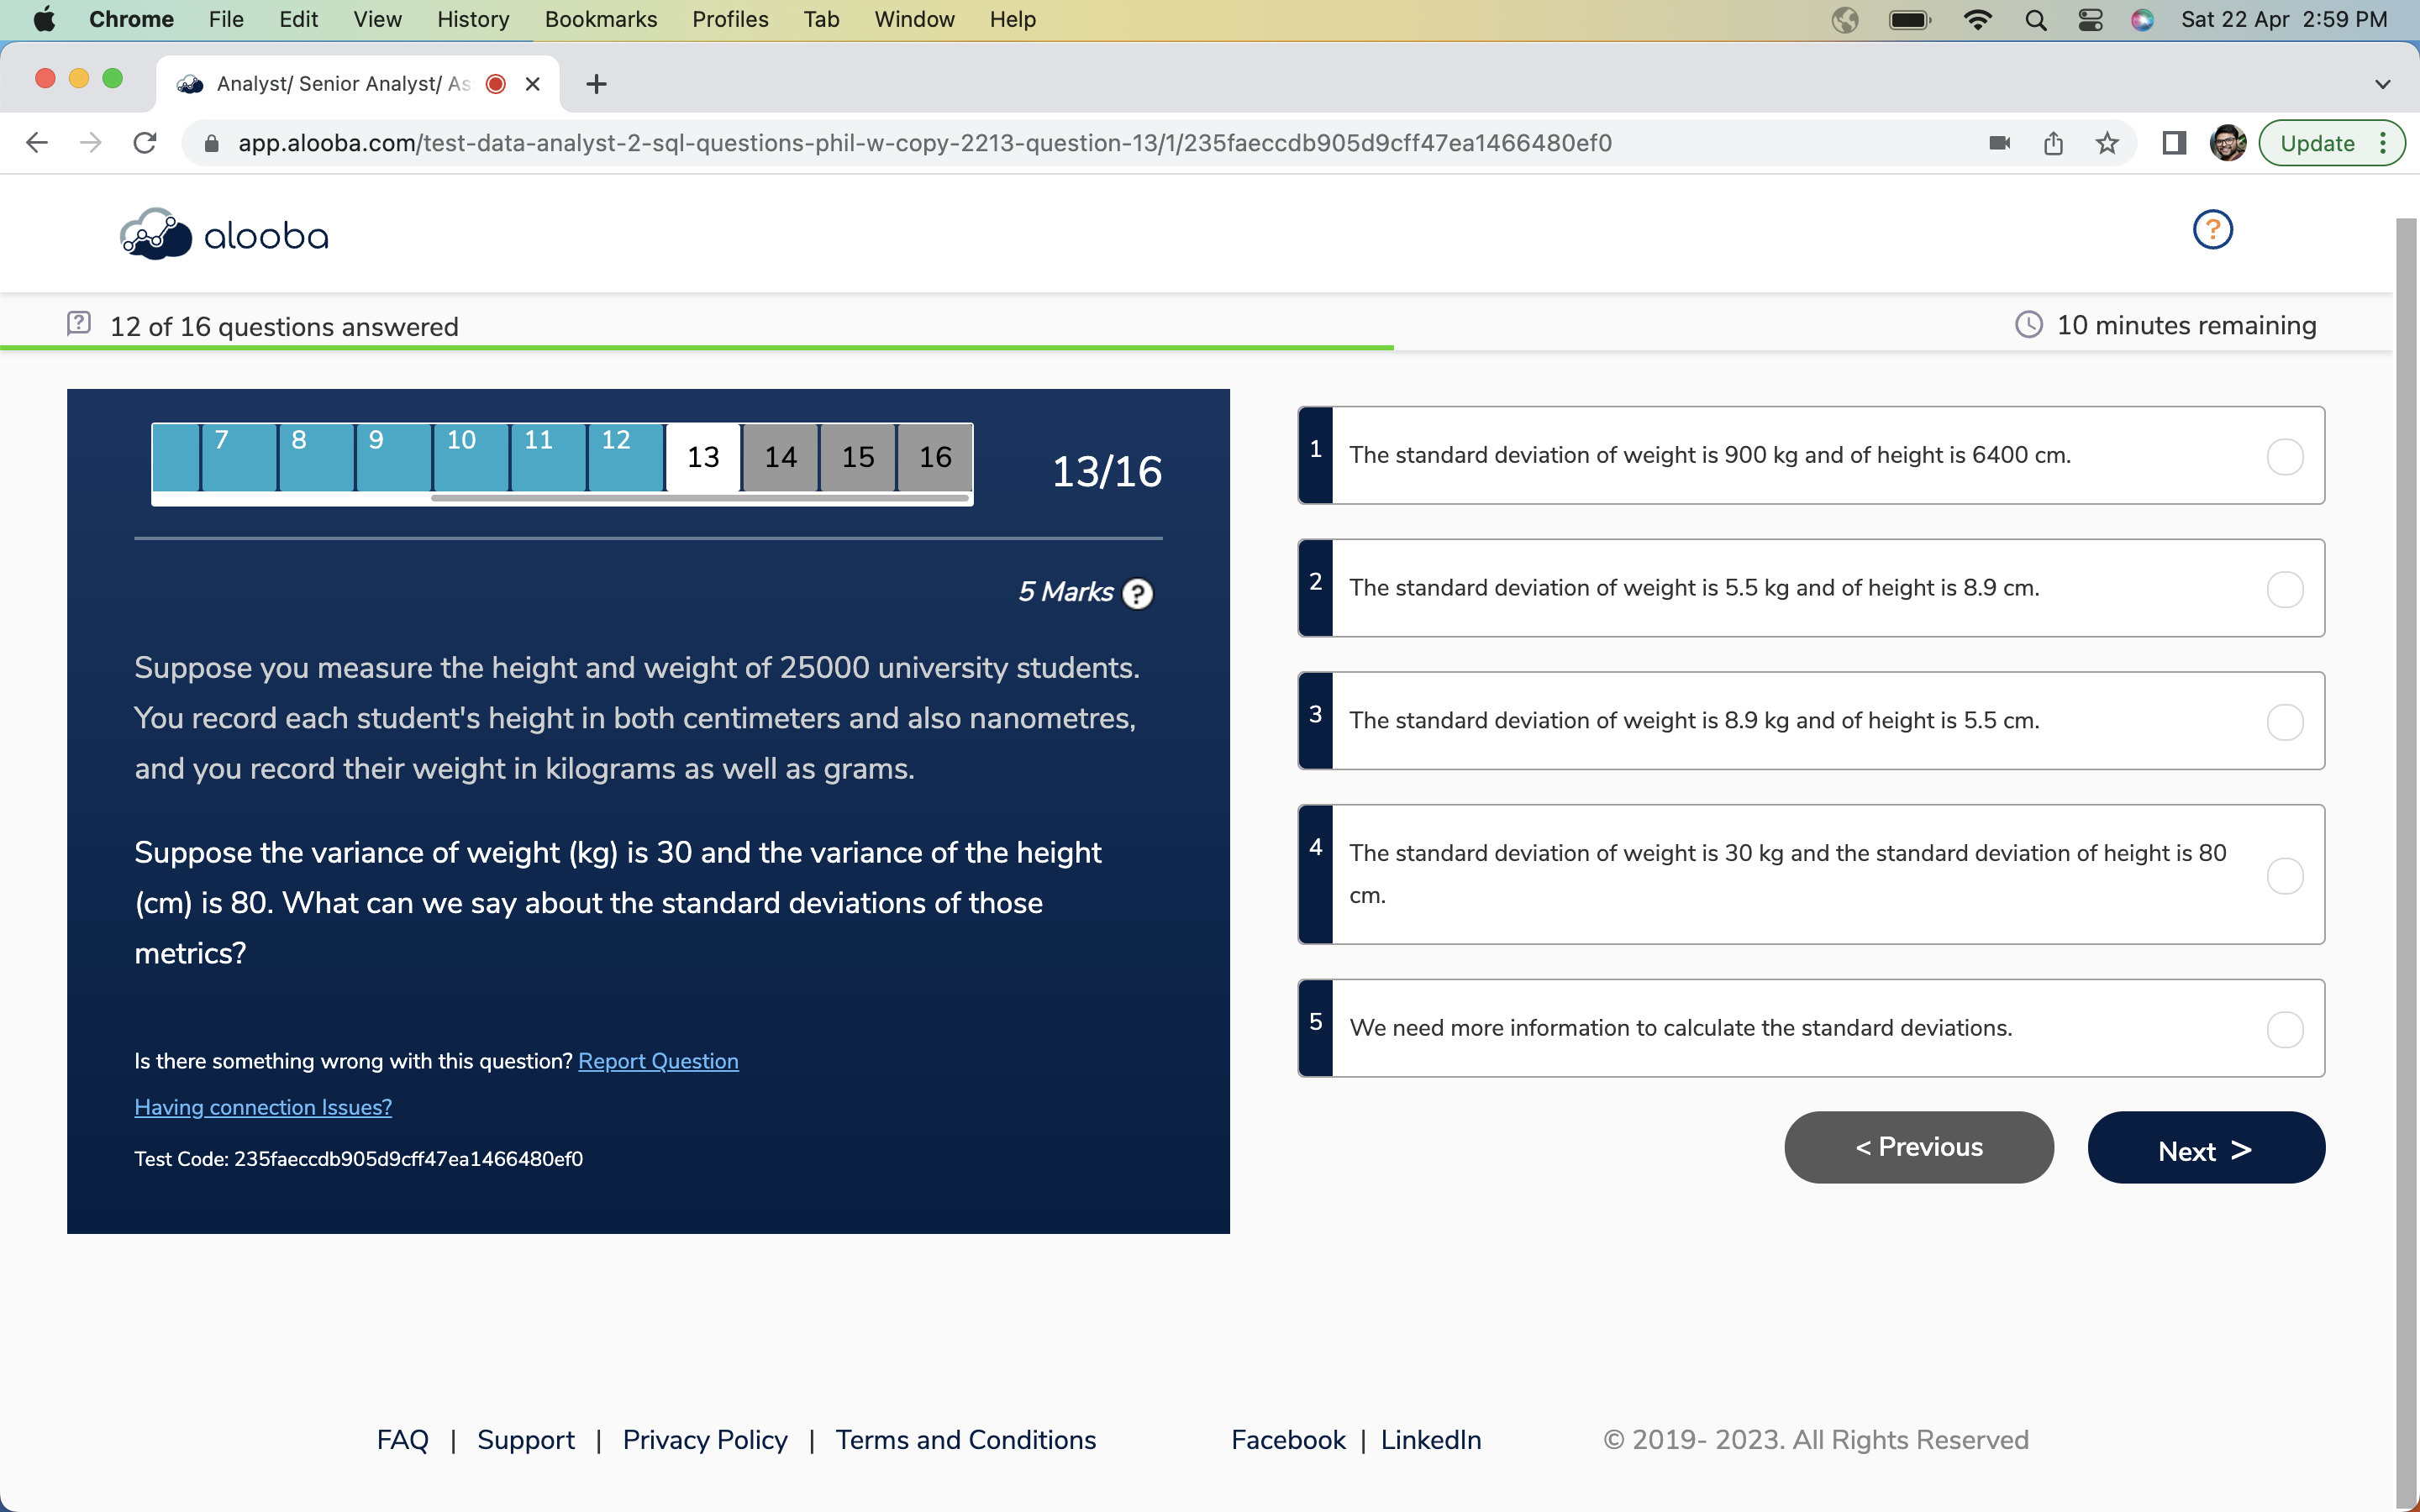 Chrome File Edit View History Bookmarks Profiles Tab Window Help Sat 22 Apr 2:59 PM
Analyst/ Senior Analyst/ As
app.alooba.com/test-data-analyst-2-sql-questions-phil-w-copy-2213-question-13/1/235faeccdb905d9cff47ea1466480ef0 Update
alooba ?
12 of 16 questions answered
10 minutes remaining
7 8 9 10 11 12 13 14 15 16
13/16
5 Marks ?
Suppose you measure the height and weight of 25000 university students.
You record each student's height in both centimeters and also nanometres,
and you record their weight in kilograms as well as grams.
Suppose the variance of weight (kg) is 30 and the variance of the height
(cm) is 80. What can we say about the standard deviations of those
metrics?
Is there something wrong with this question? Report Question
Having connection Issues?
Test Code: 235faeccdb905d9cff47ea1466480ef0
1 The standard deviation of weight is 900 kg and of height is 6400 cm.
2 The standard deviation of weight is 5.5 kg and of height is 8.9 cm.
3 The standard deviation of weight is 8.9 kg and of height is 5.5 cm.
4 The standard deviation of weight is 30 kg and the standard deviation of height is 80
cm.
5 We need more information to calculate the standard deviations.
< Previous Next >
FAQ | Support | Privacy Policy | Terms and Conditions Facebook | LinkedIn © 2019- 2023. All Rights Reserved